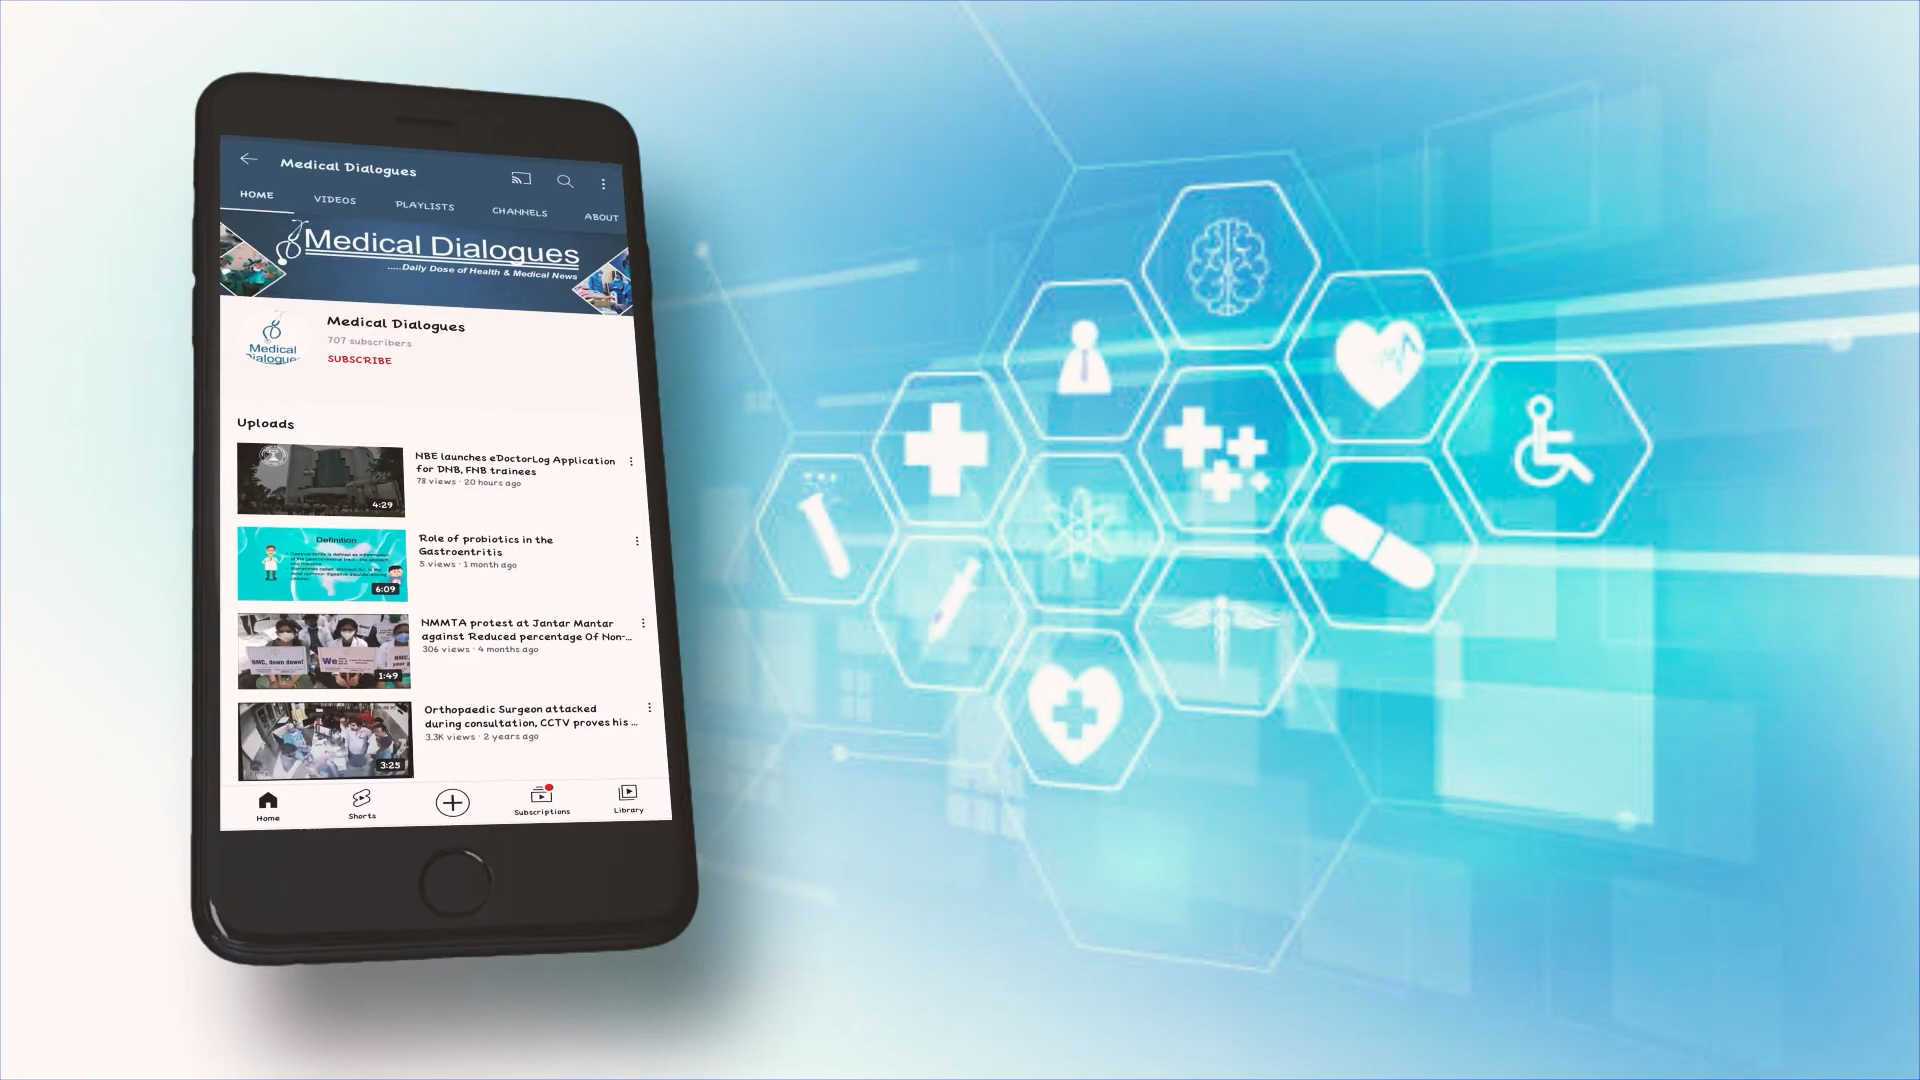 Medical Dialogues
HOME VIDEOS PLAYLISTS CHANNELS ABOUT
Medical Dialogues
.....Daily Dose of Health & Medical News
Medical Dialogues
707 subscribers
SUBSCRIBE
Medical
Uploads
NBE launches eDoctorLog Application
for DNB, FNB trainees
78 views · 20 hours ago
4:29
Definition
Role of probiotics in the
Gastroentritis
5 views · 1 month ago
6:09
NMMTA protest at Jantar Mantar
against Reduced percentage Of Non-...
306 views · 4 months ago
NMC, down down!
We
1:49
Orthopaedic Surgeon attacked
during consultation, CCTV proves his ...
3.3K views · 2 years ago
3:25
Home Shorts Subscriptions Library